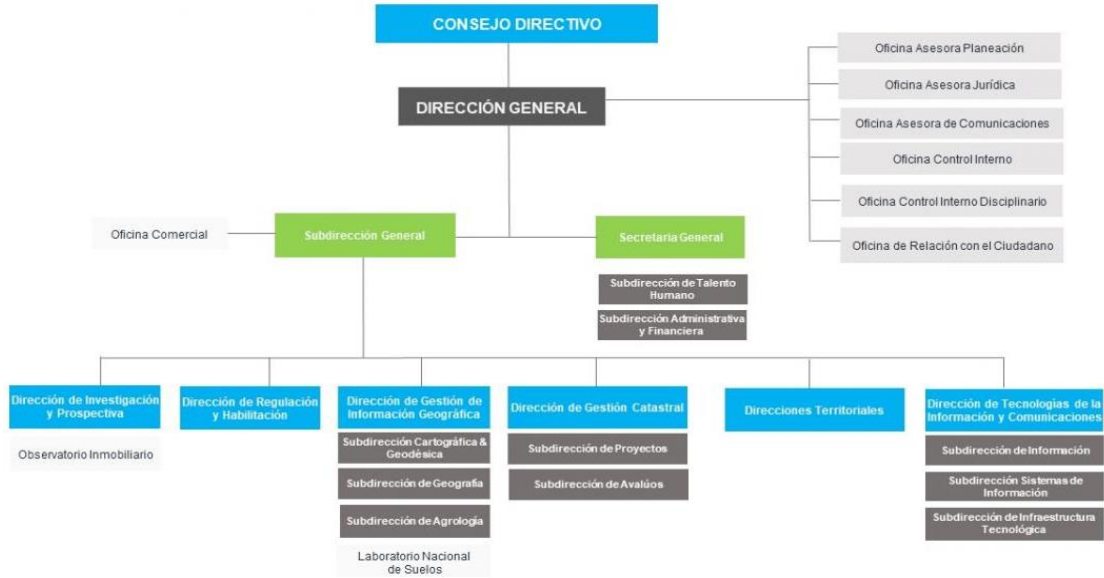 CONSEJO DIRECTIVO
DIRECCIÓN GENERAL
Oficina Asesora Planeación
Oficina Asesora Jurídica
Oficina Asesora de Comunicaciones
Oficina Control Interno
Oficina Control Interno Disciplinario
Oficina de Relación con el Ciudadano
Oficina Comercial
Subdirección General
Secretaria General
Subdirección de Talento
Humano
Subdirección Administrativa
y Financiera
Dirección de Investigación
y Prospectiva
Observatorio Inmobiliario
Dirección de Regulación
y Habilitación
Dirección de Gestión de
Información Geográfica
Subdirección Cartográfica &
Geodésica
Subdirección de Geografía
Subdirección de Agrología
Laboratorio Nacional
de Suelos
Dirección de Gestión Catastral
Subdirección de Proyectos
Subdirección de Avalúos
Direcciones Territoriales
Dirección de Tecnologías de la
Información y Comunicaciones
Subdirección de Información
Subdirección Sistemas de
Información
Subdirección de Infraestructura
Tecnológica